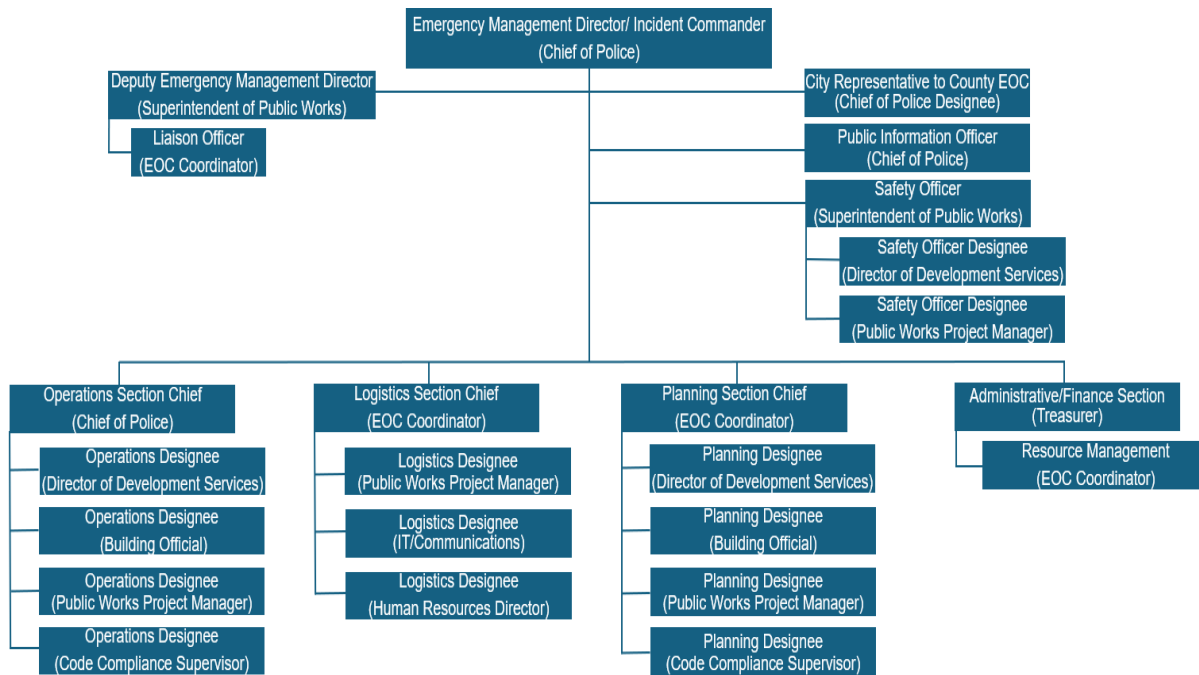 Emergency Management Director/ Incident Commander
(Chief of Police)
Deputy Emergency Management Director
(Superintendent of Public Works)
Liaison Officer
(EOC Coordinator)
City Representative to County EOC
(Chief of Police Designee)
Public Information Officer
(Chief of Police)
Safety Officer
(Superintendent of Public Works)
Safety Officer Designee
(Director of Development Services)
Safety Officer Designee
(Public Works Project Manager)
Operations Section Chief
(Chief of Police)
Operations Designee
(Director of Development Services)
Operations Designee
(Building Official)
Operations Designee
(Public Works Project Manager)
Operations Designee
(Code Compliance Supervisor)
Logistics Section Chief
(EOC Coordinator)
Logistics Designee
(Public Works Project Manager)
Logistics Designee
(IT/Communications)
Logistics Designee
(Human Resources Director)
Planning Section Chief
(EOC Coordinator)
Planning Designee
(Director of Development Services)
Planning Designee
(Building Official)
Planning Designee
(Public Works Project Manager)
Planning Designee
(Code Compliance Supervisor)
Administrative/Finance Section
(Treasurer)
Resource Management
(EOC Coordinator)